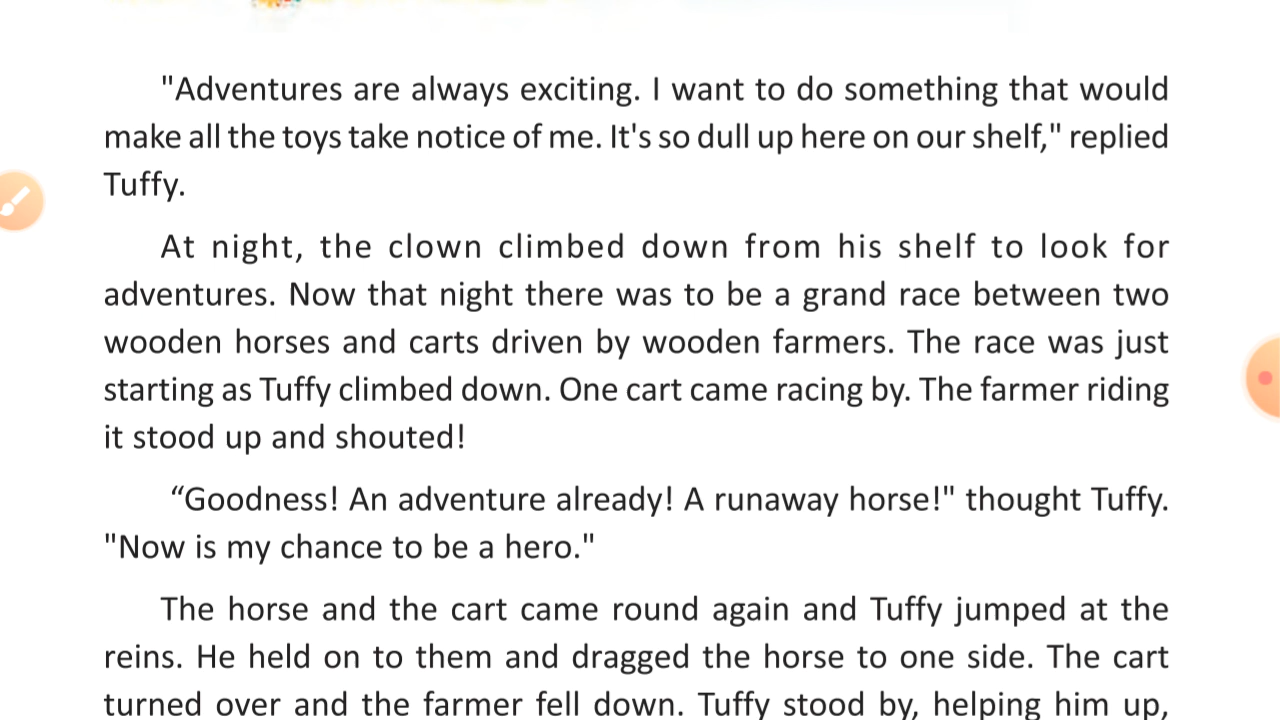 "Adventures are always exciting. I want to do something that would
make all the toys take notice of me. It's so dull up here on our shelf," replied
Tuffy.
At night, the clown climbed down from his shelf to look for
adventures. Now that night there was to be a grand race between two
wooden horses and carts driven by wooden farmers. The race was just
starting as Tuffy climbed down. One cart came racing by. The farmer riding
it stood up and shouted!
“Goodness! An adventure already! A runaway horse!" thought Tuffy.
"Now is my chance to be a hero."
The horse and the cart came round again and Tuffy jumped at the
reins. He held on to them and dragged the horse to one side. The cart
turned over and the farmer fell down. Tuffy stood by, helping him up,